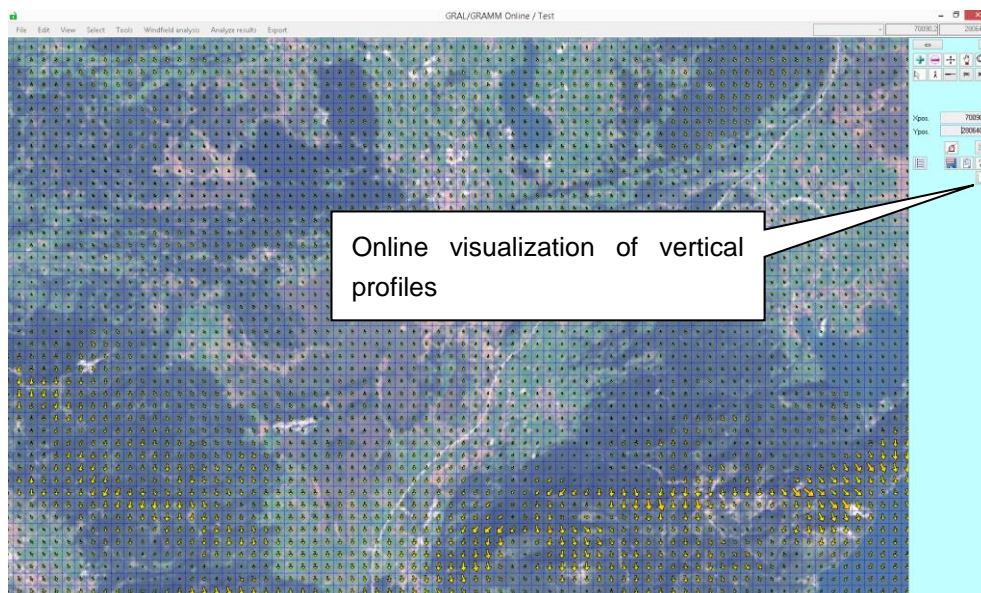 GRAL/GRAMM Online / Test
File Edit View Select Tools Windfield analysis Analyze results Export
Xpos.
Ypos.
Online visualization of vertical
profiles